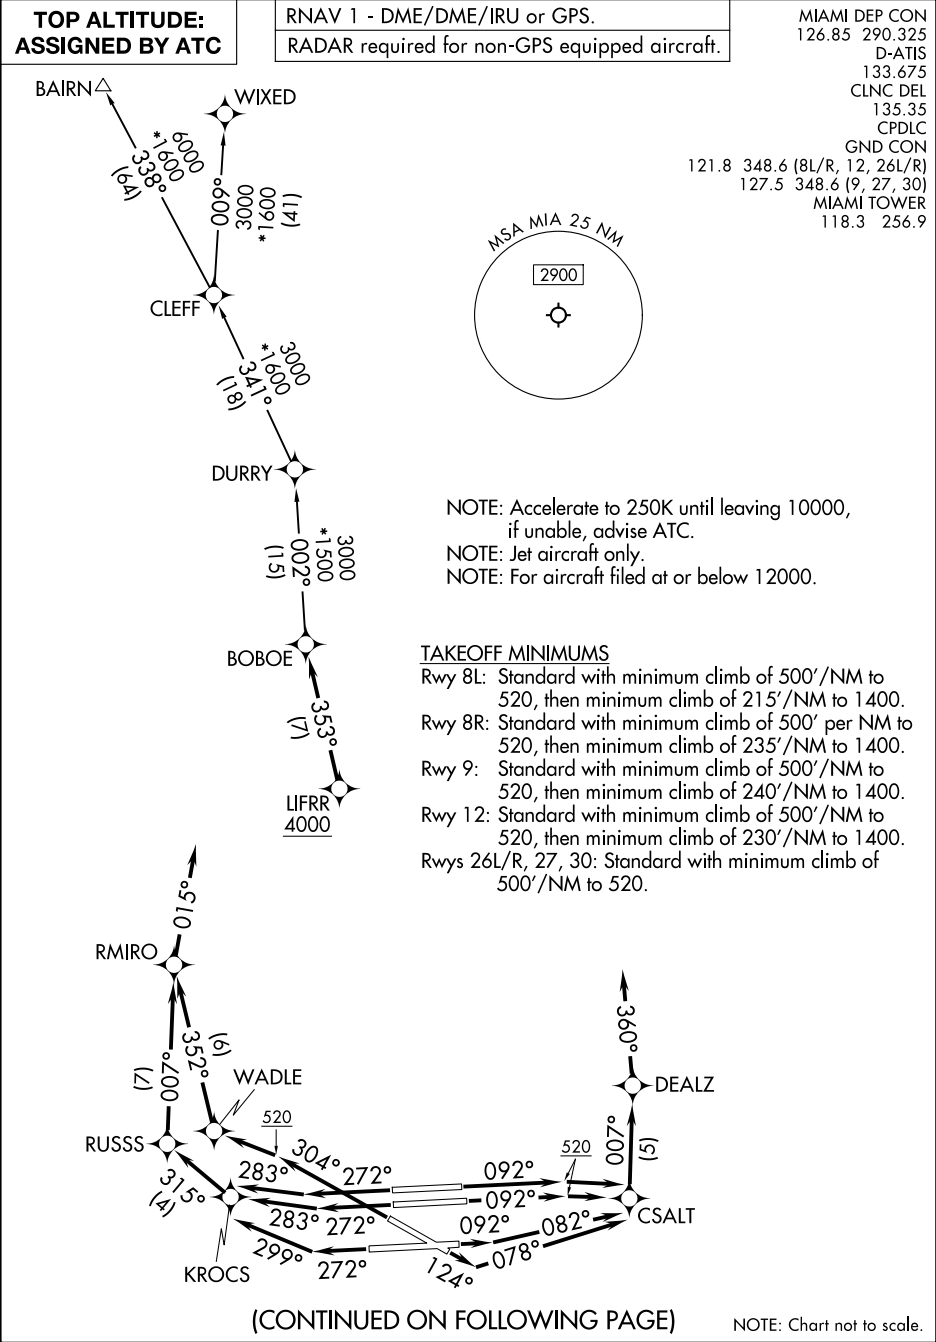 TOP ALTITUDE:
ASSIGNED BY ATC
RNAV 1 - DME/DME/IRU or GPS.
RADAR required for non-GPS equipped aircraft.
MIAMI DEP CON
126.85 290.325
D-ATIS
133.675
CLNC DEL
135.35
CPDLC
GND CON
121.8 348.6 (8L/R, 12, 26L/R)
127.5 348.6 (9, 27, 30)
MIAMI TOWER
118.3 256.9
BAIRN
WIXED
6000
*1600
338°
(64)
009°
3000
*1600
(41)
MSA MIA 25 NM
2900
CLEFF
3000
*1600
341°
(18)
DURRY
3000
*1500
002°
(15)
BOBOE
353°
(7)
LIFRR
4000
NOTE: Accelerate to 250K until leaving 10000,
if unable, advise ATC.
NOTE: Jet aircraft only.
NOTE: For aircraft filed at or below 12000.
TAKEOFF MINIMUMS
Rwy 8L: Standard with minimum climb of 500'/NM to
520, then minimum climb of 215'/NM to 1400.
Rwy 8R: Standard with minimum climb of 500' per NM to
520, then minimum climb of 235'/NM to 1400.
Rwy 9: Standard with minimum climb of 500'/NM to
520, then minimum climb of 240'/NM to 1400.
Rwy 12: Standard with minimum climb of 500'/NM to
520, then minimum climb of 230'/NM to 1400.
Rwys 26L/R, 27, 30: Standard with minimum climb of
500'/NM to 520.
015°
RMIRO
360°
(7)
007°
352°
(6)
WADLE
DEALZ
520
RUSSS
304°
520
007°
(5)
283°
272°
092°
315°
(4)
092°
CSALT
283°
272°
092°
082°
KROCS
299°
272°
124°
078°
(CONTINUED ON FOLLOWING PAGE)
NOTE: Chart not to scale.